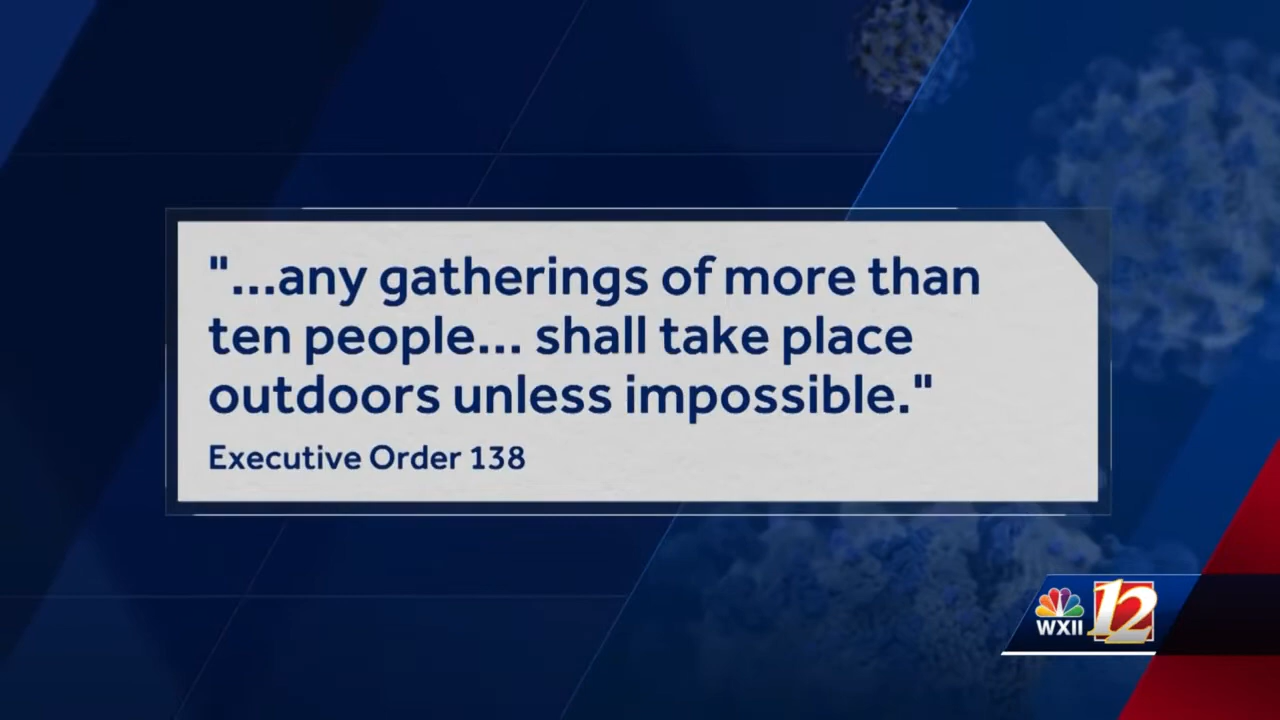 "...any gatherings of more than
ten people... shall take place
outdoors unless impossible."
Executive Order 138
WXII 12